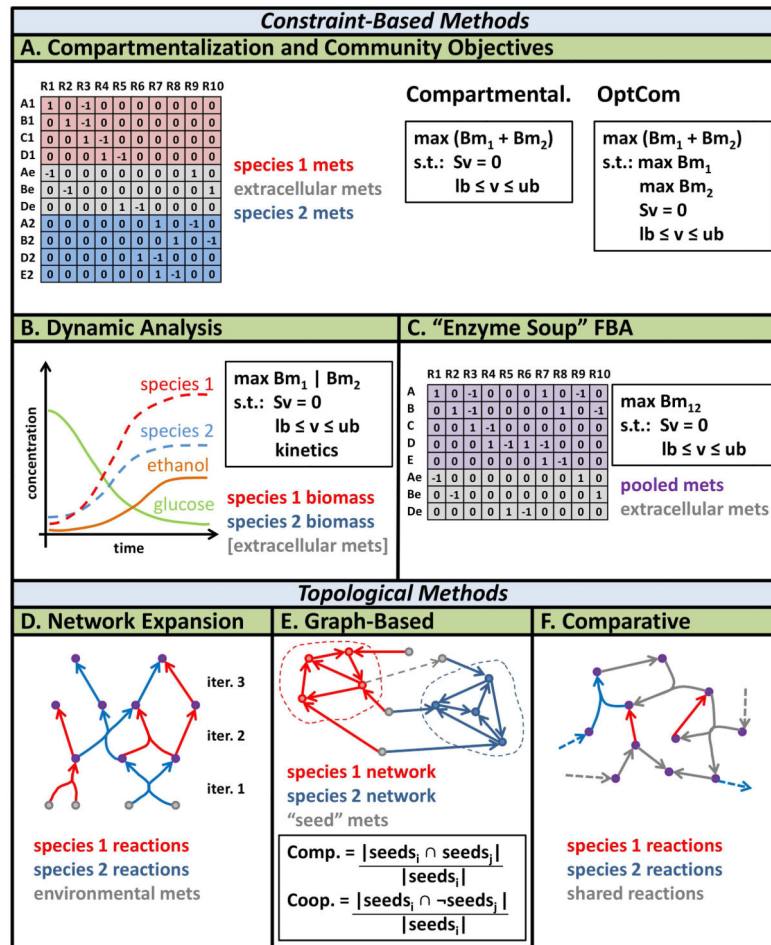 Constraint-Based Methods
A. Compartmentalization and Community Objectives
R1 R2 R3 R4 R5 R6 R7 R8 R9 R10
A1 1 0 -1 0 0 0 0 0 0 0
B1 0 1 -1 0 0 0 0 0 0 0
C1 0 0 1 -1 0 0 0 0 0 0
D1 0 0 0 1 -1 0 0 0 0 0
Ae -1 0 0 0 0 0 0 0 1 0
Be 0 -1 0 0 0 0 0 0 0 1
De 0 0 0 0 1 -1 0 0 0 0
A2 0 0 0 0 0 0 1 0 -1 0
B2 0 0 0 0 0 0 0 1 0 -1
D2 0 0 0 0 0 1 -1 0 0 0
E2 0 0 0 0 0 0 1 -1 0 0
species 1 mets
extracellular mets
species 2 mets
Compartmental.
max (Bm₁ + Bm₂)
s.t.: Sv = 0
lb ≤ v ≤ ub
OptCom
max (Bm₁ + Bm₂)
s.t.: max Bm₁
max Bm₂
Sv = 0
lb ≤ v ≤ ub
B. Dynamic Analysis
concentration
species 1
species 2
ethanol
glucose
time
max Bm₁ | Bm₂
s.t.: Sv = 0
lb ≤ v ≤ ub
kinetics
species 1 biomass
species 2 biomass
[extracellular mets]
C. “Enzyme Soup” FBA
R1 R2 R3 R4 R5 R6 R7 R8 R9 R10
A 1 0 -1 0 0 0 1 0 -1 0
B 0 1 -1 0 0 0 0 1 0 -1
C 0 0 1 -1 0 0 0 0 0 0
D 0 0 0 1 -1 1 -1 0 0 0
E 0 0 0 0 0 0 1 -1 0 0
Ae -1 0 0 0 0 0 0 0 1 0
Be 0 -1 0 0 0 0 0 0 0 1
De 0 0 0 0 1 -1 0 0 0 0
max Bm₁₂
s.t.: Sv = 0
lb ≤ v ≤ ub
pooled mets
extracellular mets
Topological Methods
D. Network Expansion
iter. 3
iter. 2
iter. 1
species 1 reactions
species 2 reactions
environmental mets
E. Graph-Based
species 1 network
species 2 network
“seed” mets
Comp. = |seedsᵢ ∩ seedsⱼ|
|seedsᵢ|
Coop. = |seedsᵢ ∩ ¬seedsⱼ|
|seedsᵢ|
F. Comparative
species 1 reactions
species 2 reactions
shared reactions